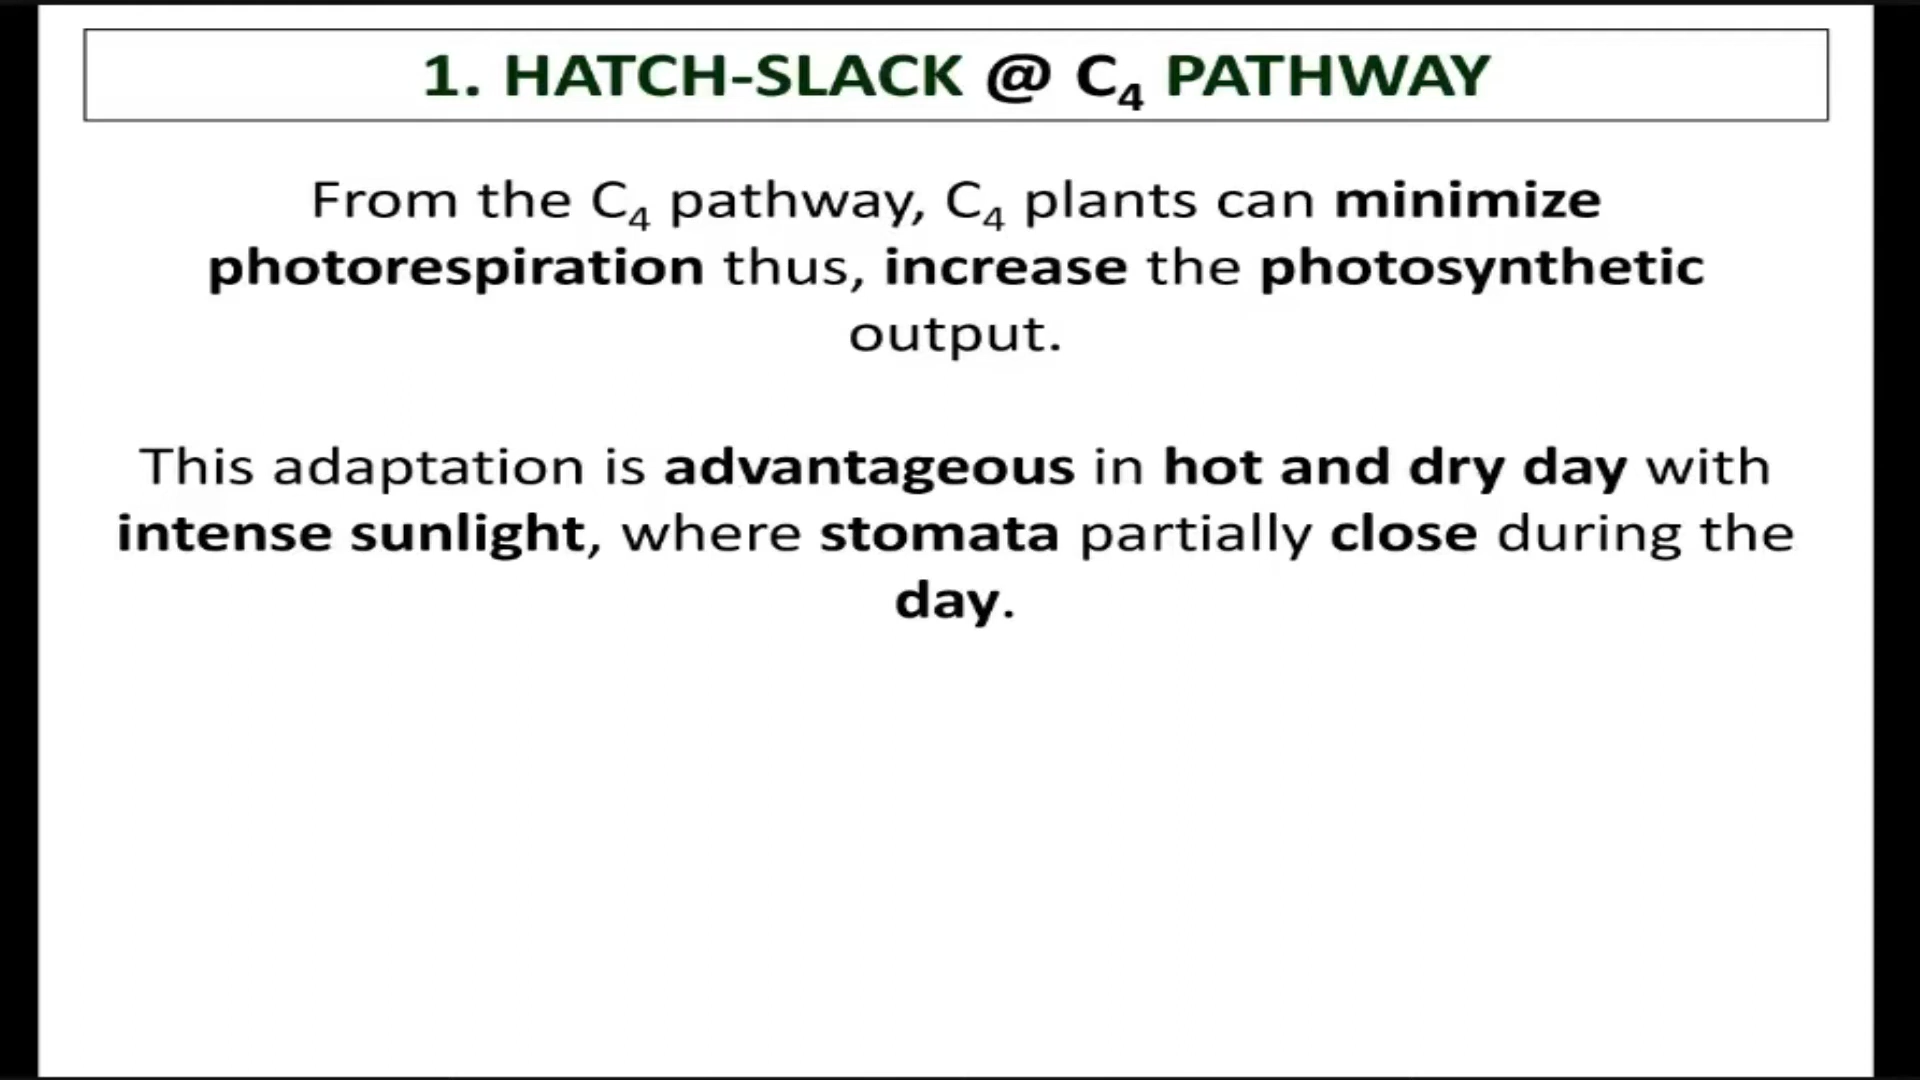 1. HATCH-SLACK @ C₄ PATHWAY
From the C₄ pathway, C₄ plants can minimize
photorespiration thus, increase the photosynthetic
output.
This adaptation is advantageous in hot and dry day with
intense sunlight, where stomata partially close during the
day.